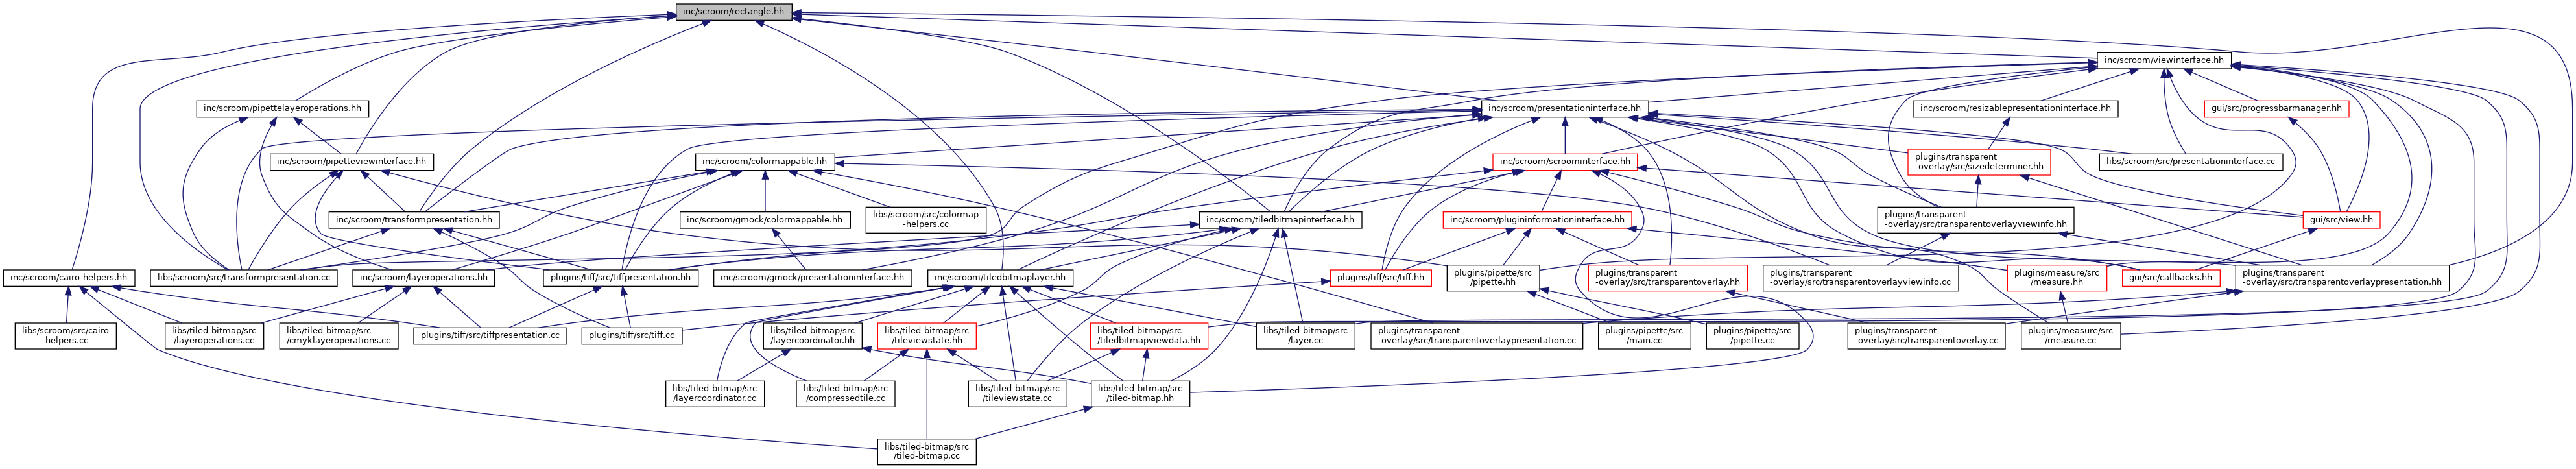 inc/scroom/rectangle.hh
inc/scroom/viewinterface.hh
inc/scroom/pipettelayeroperations.hh
inc/scroom/presentationinterface.hh
inc/scroom/resizablepresentationinterface.hh
gui/src/progressbarmanager.hh
inc/scroom/pipetteviewinterface.hh
inc/scroom/colormappable.hh
inc/scroom/scroominterface.hh
plugins/transparent
-overlay/src/sizedeterminer.hh
libs/scroom/src/presentationinterface.cc
inc/scroom/transformpresentation.hh
inc/scroom/gmock/colormappable.hh
libs/scroom/src/colormap
-helpers.cc
inc/scroom/tiledbitmapinterface.hh
inc/scroom/plugininformationinterface.hh
plugins/transparent
-overlay/src/transparentoverlayviewinfo.hh
gui/src/view.hh
inc/scroom/cairo-helpers.hh
libs/scroom/src/transformpresentation.cc
inc/scroom/layeroperations.hh
plugins/tiff/src/tiffpresentation.hh
inc/scroom/gmock/presentationinterface.hh
inc/scroom/tiledbitmaplayer.hh
plugins/tiff/src/tiff.hh
plugins/pipette/src
/pipette.hh
plugins/transparent
-overlay/src/transparentoverlay.hh
plugins/transparent
-overlay/src/transparentoverlayviewinfo.cc
plugins/measure/src
/measure.hh
gui/src/callbacks.hh
plugins/transparent
-overlay/src/transparentoverlaypresentation.hh
libs/scroom/src/cairo
-helpers.cc
libs/tiled-bitmap/src
/layeroperations.cc
libs/tiled-bitmap/src
/cmyklayeroperations.cc
plugins/tiff/src/tiffpresentation.cc
plugins/tiff/src/tiff.cc
libs/tiled-bitmap/src
/layercoordinator.hh
libs/tiled-bitmap/src
/tileviewstate.hh
libs/tiled-bitmap/src
/tiledbitmapviewdata.hh
libs/tiled-bitmap/src
/layer.cc
plugins/transparent
-overlay/src/transparentoverlaypresentation.cc
plugins/pipette/src
/main.cc
plugins/pipette/src
/pipette.cc
plugins/transparent
-overlay/src/transparentoverlay.cc
plugins/measure/src
/measure.cc
libs/tiled-bitmap/src
/layercoordinator.cc
libs/tiled-bitmap/src
/compressedtile.cc
libs/tiled-bitmap/src
/tileviewstate.cc
libs/tiled-bitmap/src
/tiled-bitmap.hh
libs/tiled-bitmap/src
/tiled-bitmap.cc